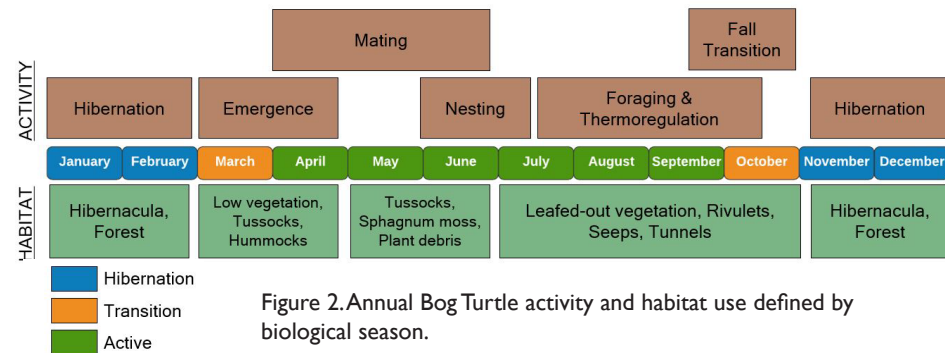 Mating
Fall
Transition
ACTIVITY
Hibernation
Emergence
Nesting
Foraging &
Thermoregulation
Hibernation
January
February
March
April
May
June
July
August
September
October
November
December
HABITAT
Hibernacula,
Forest
Low vegetation,
Tussocks,
Hummocks
Tussocks,
Sphagnum moss,
Plant debris
Leafed-out vegetation, Rivulets,
Seeps, Tunnels
Hibernacula,
Forest
Hibernation
Transition
Active
Figure 2. Annual Bog Turtle activity and habitat use defined by
biological season.